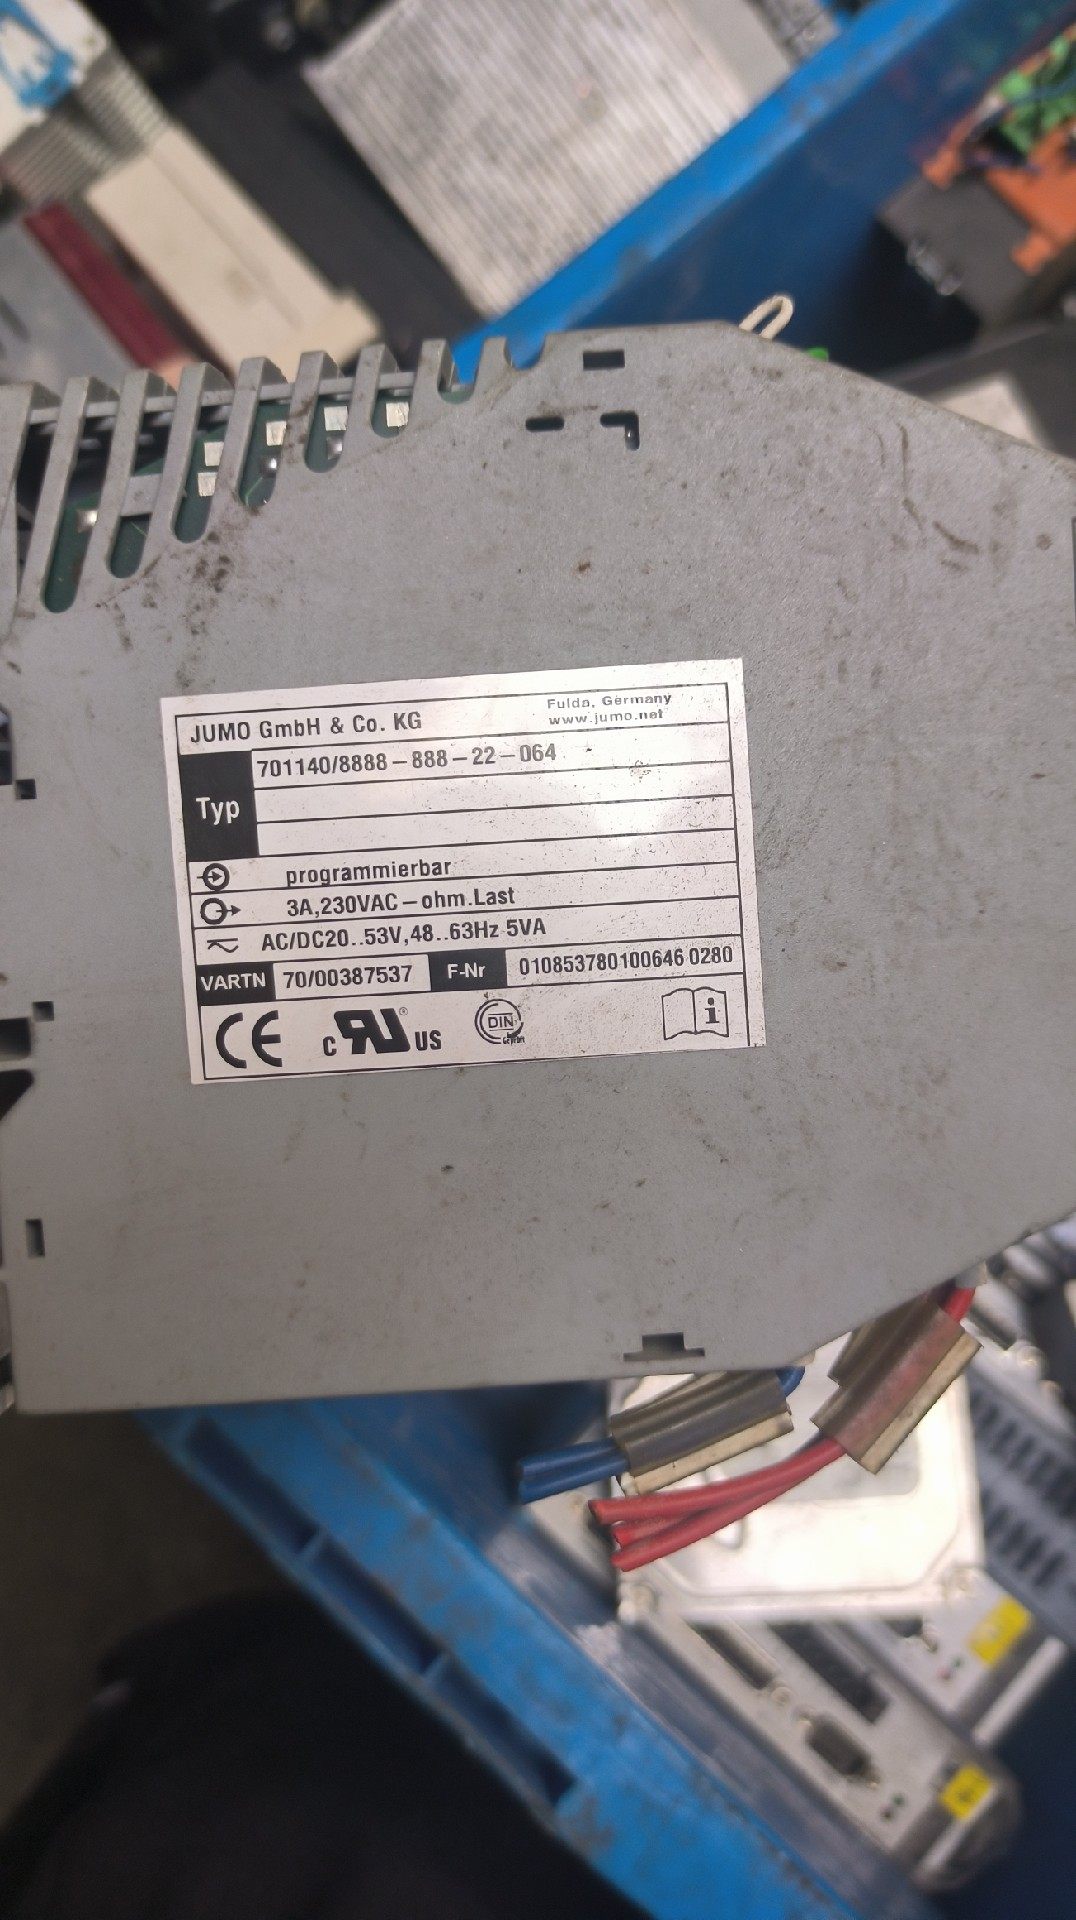 JUMO GmbH & Co. KG
Fulda, Germany
www.jumo.net
Typ
701140/8888-888-22-064
programmierbar
3A,230VAC-ohm.Last
AC/DC20..53V,48..63Hz 5VA
VARTN 70/00387537 F-Nr 010853780100646 0280
CE
c RU® US
DIN
i